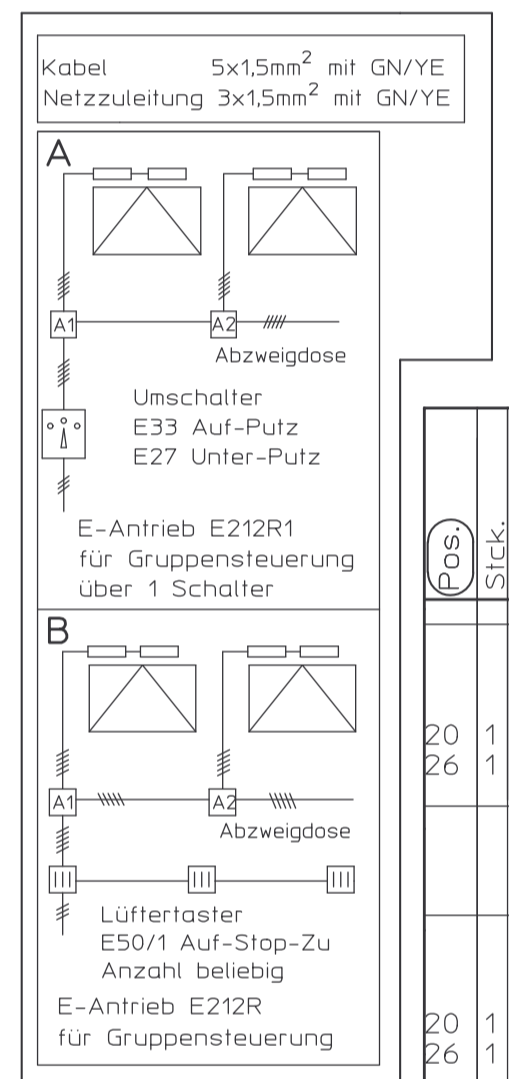 Kabel 5x1,5mm² mit GN/YE
Netzzuleitung 3x1,5mm² mit GN/YE
A
A1
A2
Abzweigdose
Umschalter
E33 Auf-Putz
E27 Unter-Putz
E-Antrieb E212R1
für Gruppensteuerung
über 1 Schalter
B
A1
A2
Abzweigdose
Lüftertaster
E50/1 Auf-Stop-Zu
Anzahl beliebig
E-Antrieb E212R
für Gruppensteuerung
Pos. Stck.
20 1
26 1
20 1
26 1